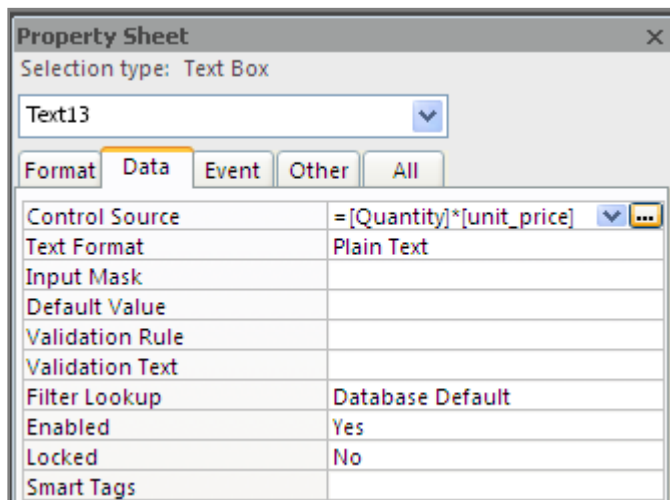 Property Sheet
Selection type: Text Box
Text13
Format Data Event Other All
Control Source =[Quantity]*[unit_price] ...
Text Format Plain Text
Input Mask
Default Value
Validation Rule
Validation Text
Filter Lookup Database Default
Enabled Yes
Locked No
Smart Tags